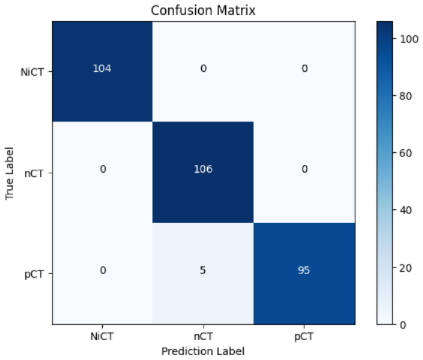 Confusion Matrix
True Label
NiCT 104 0 0
nCT 0 106 0
pCT 0 5 95
NiCT nCT pCT
Prediction Label
100
80
60
40
20
0